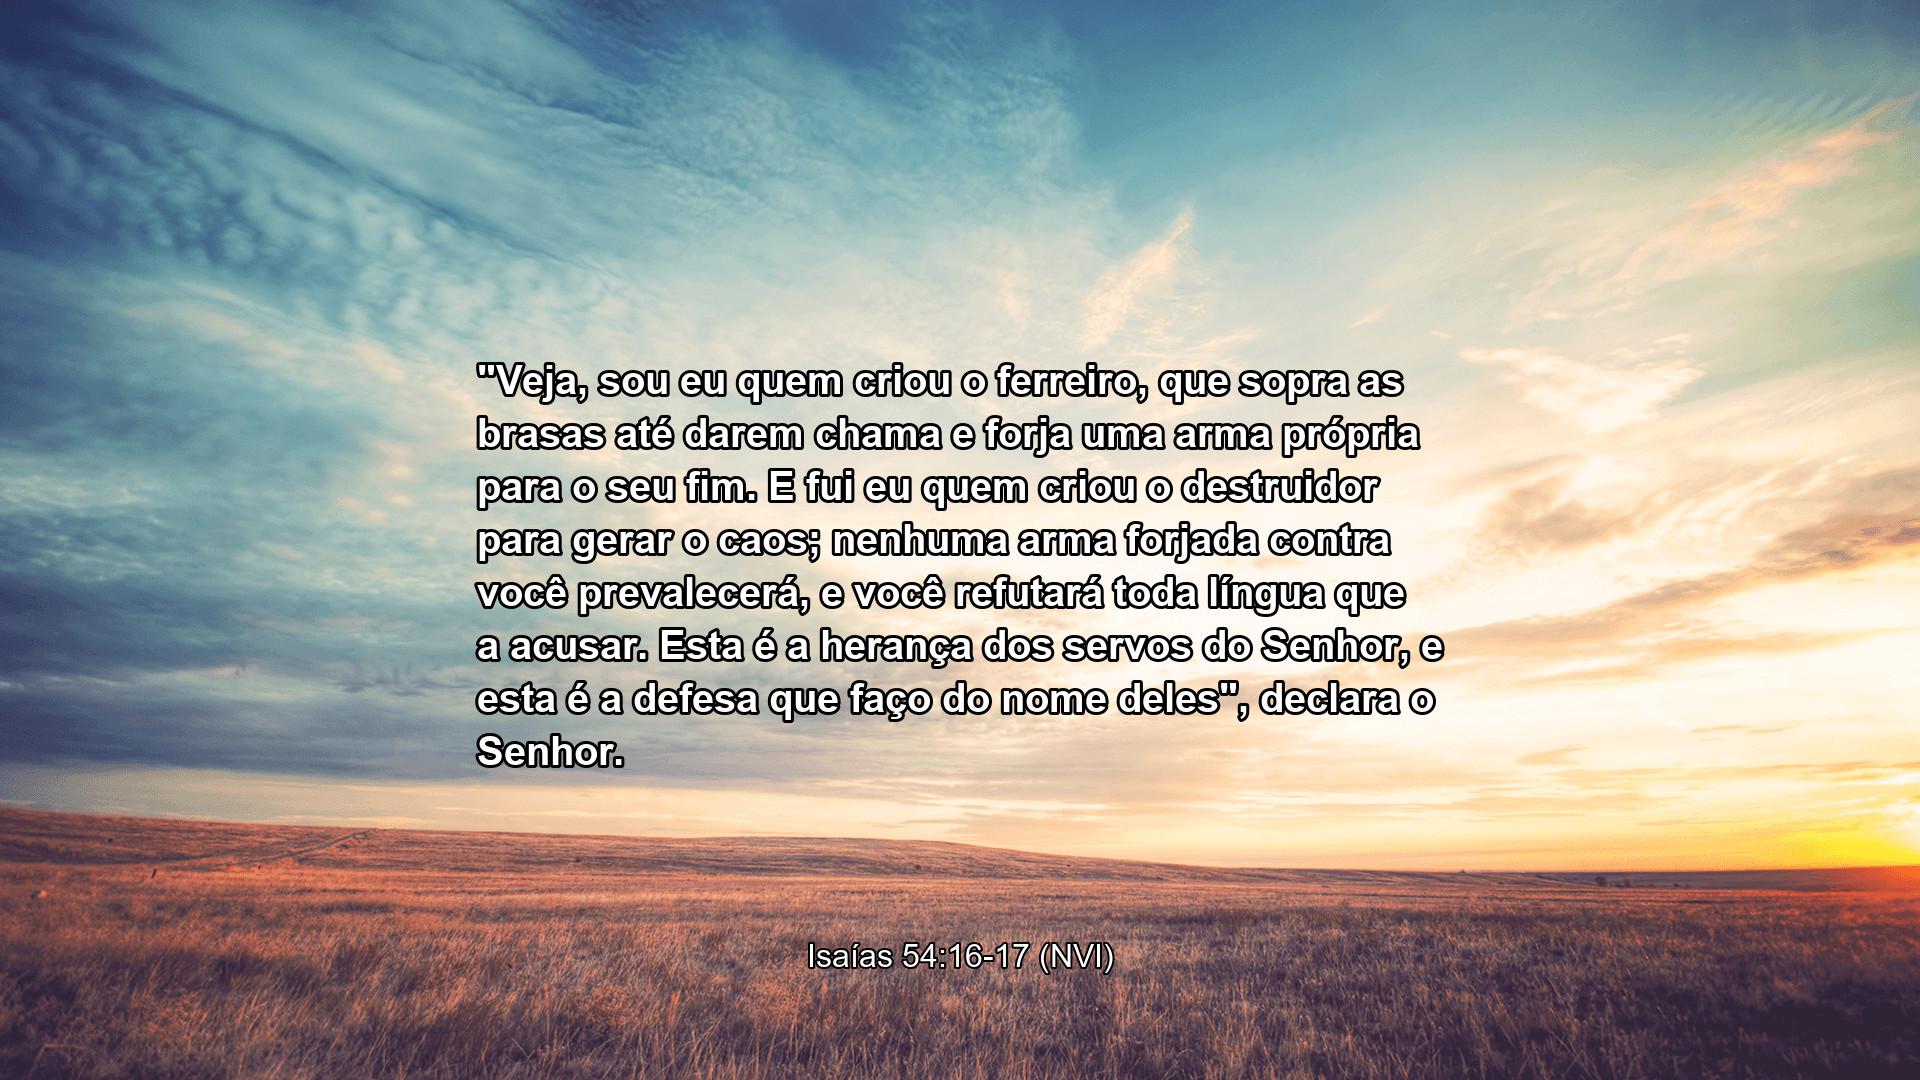 "Veja, sou eu quem criou o ferreiro, que sopra as
brasas até darem chama e forja uma arma própria
para o seu fim. E fui eu quem criou o destruidor
para gerar o caos; nenhuma arma forjada contra
você prevalecerá, e você refutará toda língua que
a acusar. Esta é a herança dos servos do Senhor, e
esta é a defesa que faço do nome deles", declara o
Senhor.
Isaías 54:16-17 (NVI)